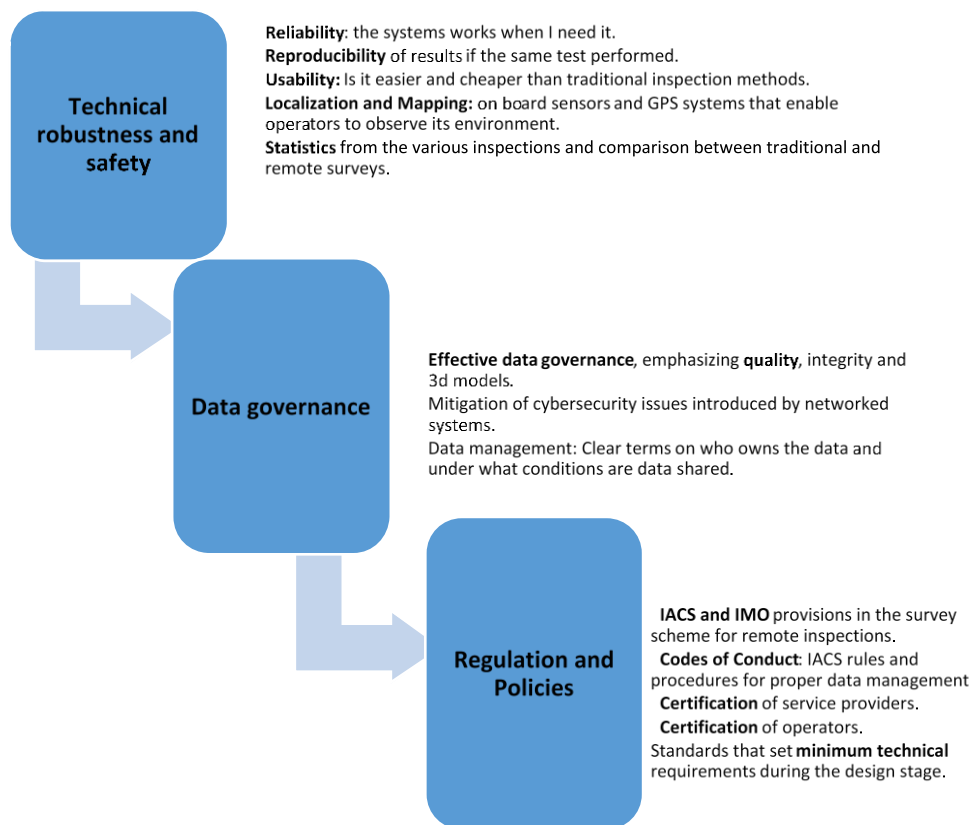 Technical
robustness and
safety
Reliability: the systems works when I need it.
Reproducibility of results if the same test performed.
Usability: Is it easier and cheaper than traditional inspection methods.
Localization and Mapping: on board sensors and GPS systems that enable
operators to observe its environment.
Statistics from the various inspections and comparison between traditional and
remote surveys.
Data governance
Effective data governance, emphasizing quality, integrity and
3d models.
Mitigation of cybersecurity issues introduced by networked
systems.
Data management: Clear terms on who owns the data and
under what conditions are data shared.
Regulation and
Policies
IACS and IMO provisions in the survey
scheme for remote inspections.
Codes of Conduct: IACS rules and
procedures for proper data management
Certification of service providers.
Certification of operators.
Standards that set minimum technical
requirements during the design stage.